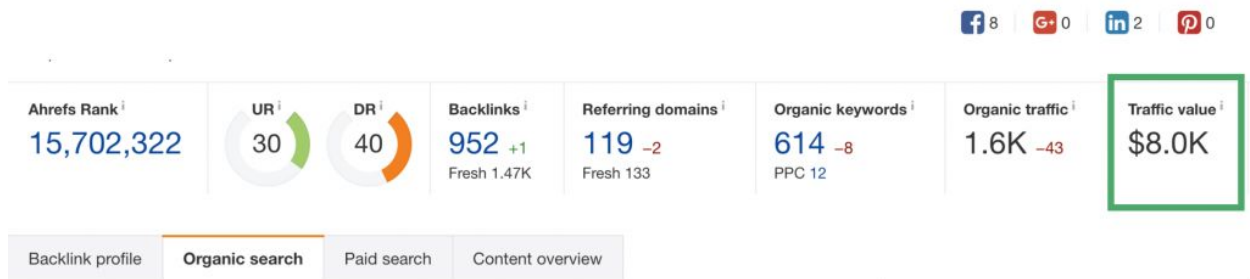 8 G+ 0 in 2 0
Ahrefs Rank i UR i DR i Backlinks i Referring domains i Organic keywords i Organic traffic i Traffic value i
15,702,322 30 40 952 +1 119 −2 614 −8 1.6K −43 $8.0K
Fresh 1.47K Fresh 133 PPC 12
Backlink profile Organic search Paid search Content overview